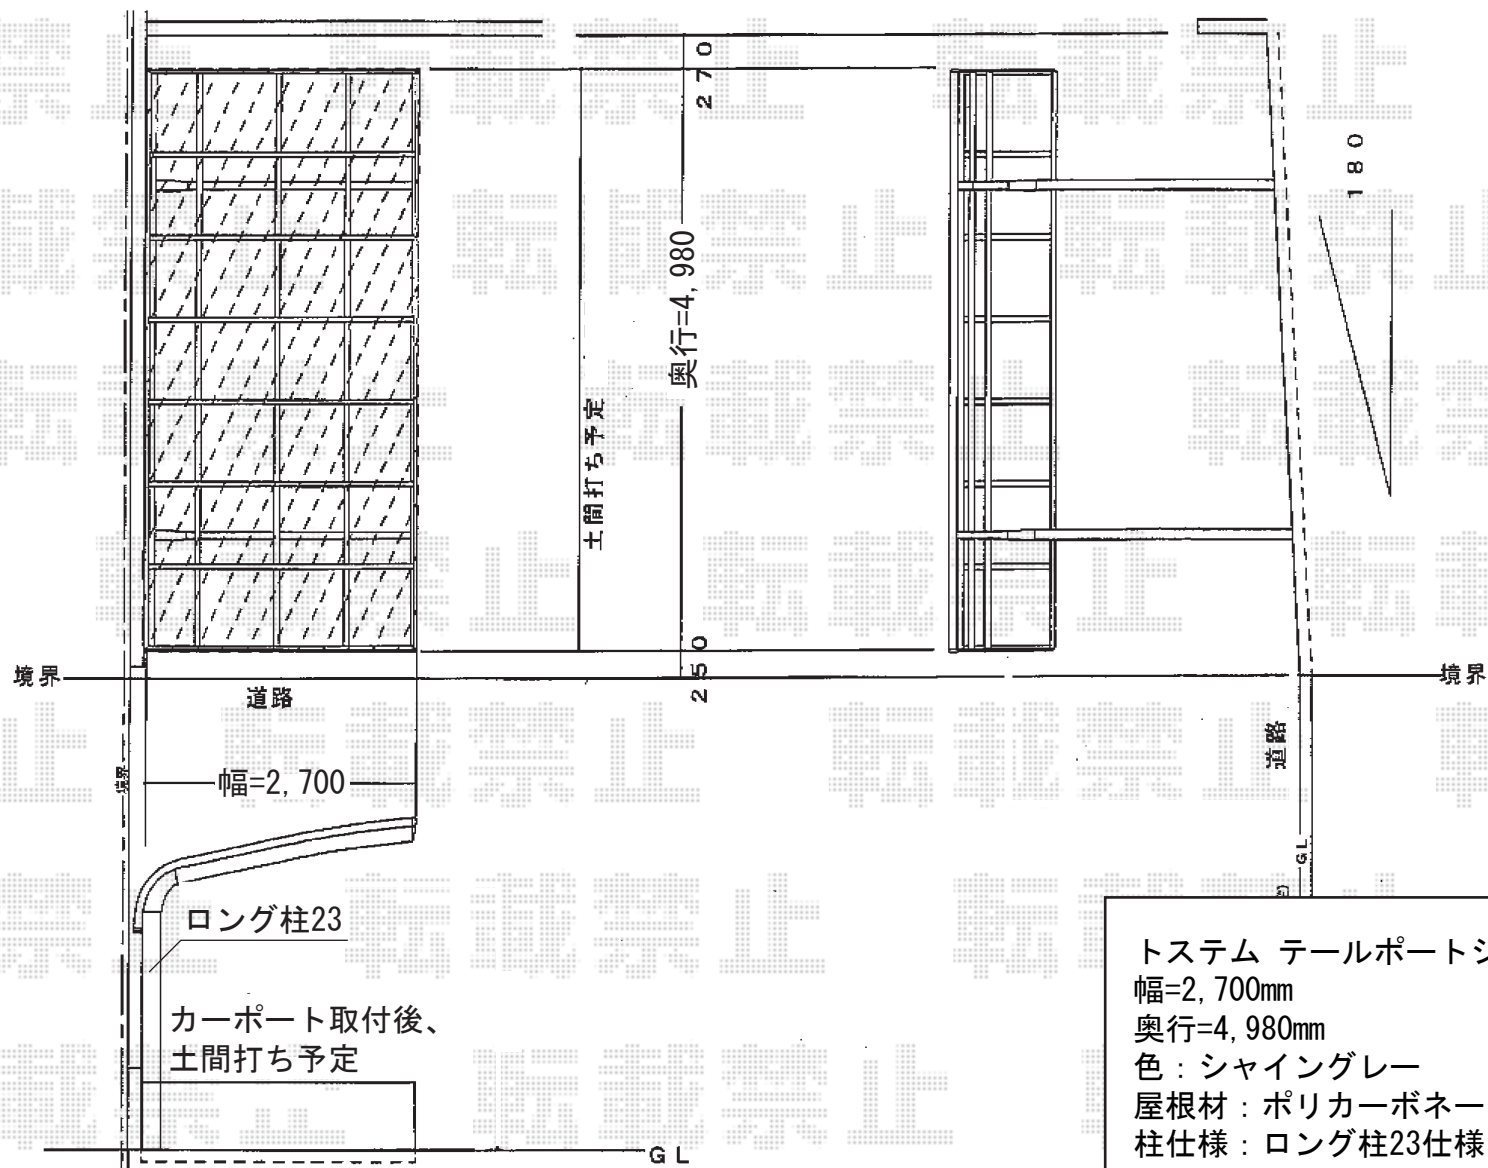 転載禁止
270
奥行=4,980
土間打ち予定
250
180
境界
境界
道路
道路
境界
幅=2,700
GL
ロング柱23
カーポート取付後、
土間打ち予定
GL
トステム テールポートシ
幅=2,700mm
奥行=4,980mm
色：シャイングレー
屋根材：ポリカーボネー
柱仕様：ロング柱23仕様